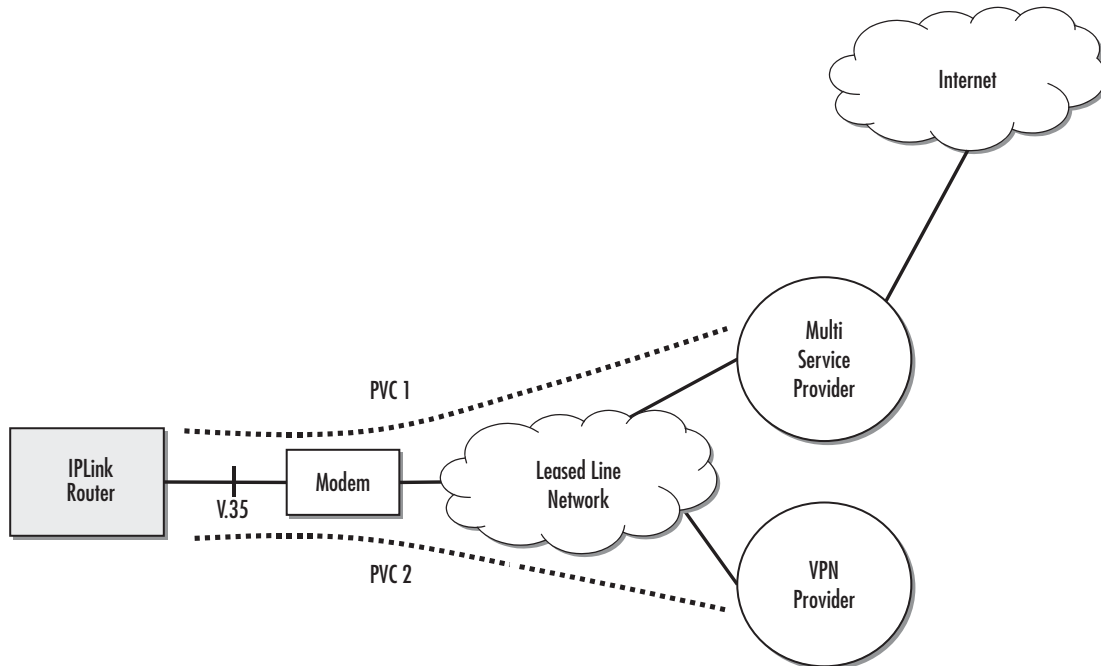 Internet
Multi
Service
Provider
PVC 1
IPLink
Router
V.35
Modem
Leased Line
Network
PVC 2
VPN
Provider